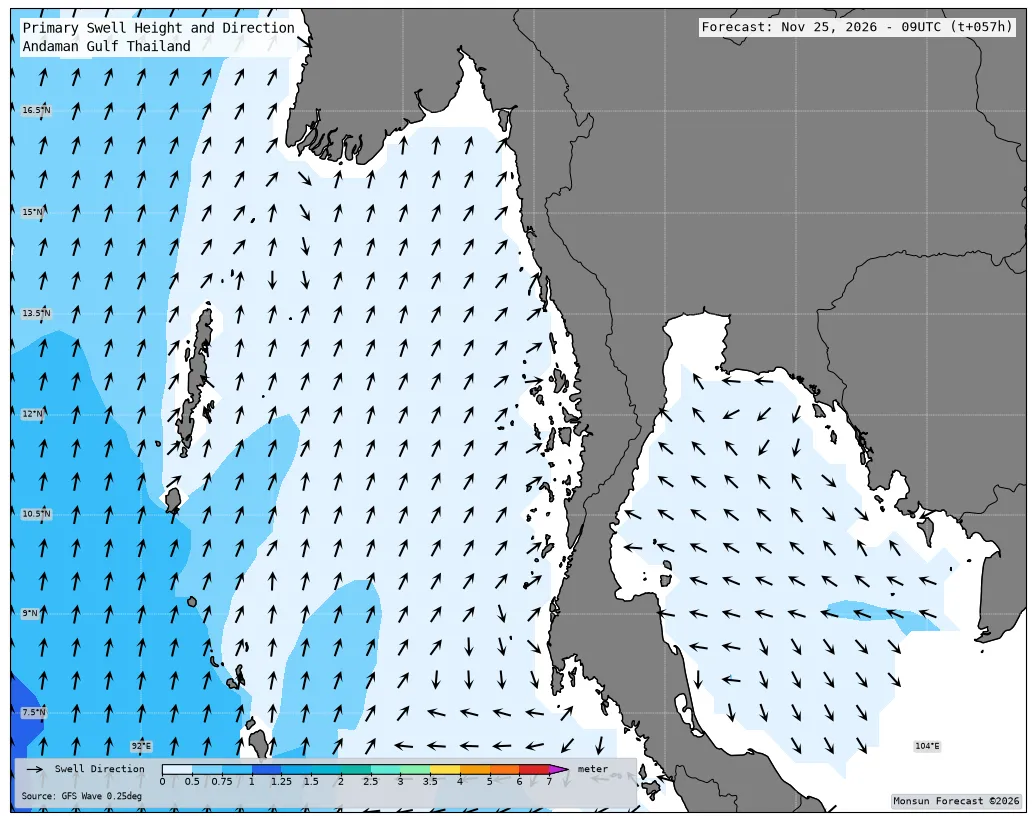 Primary Swell Height and Direction
Andaman Gulf Thailand
Forecast: Nov 25, 2026 - 09UTC (t+057h)
16.5°N
15°N
13.5°N
12°N
10.5°N
9°N
7.5°N
92°E
104°E
Swell Direction
0 0.5 0.75 1 1.25 1.5 2 2.5 3 3.5 4 5 6 7
meter
Source: GFS Wave 0.25deg
Monsun Forecast ©2026